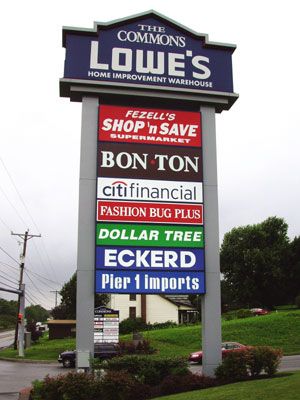 THE
COMMONS
LOWE'S
HOME IMPROVEMENT WAREHOUSE
FEZELL'S
SHOP 'n SAVE
SUPERMARKET
BON·TON
citifinancial
FASHION BUG PLUS
DOLLAR TREE
ECKERD
Pier 1 imports